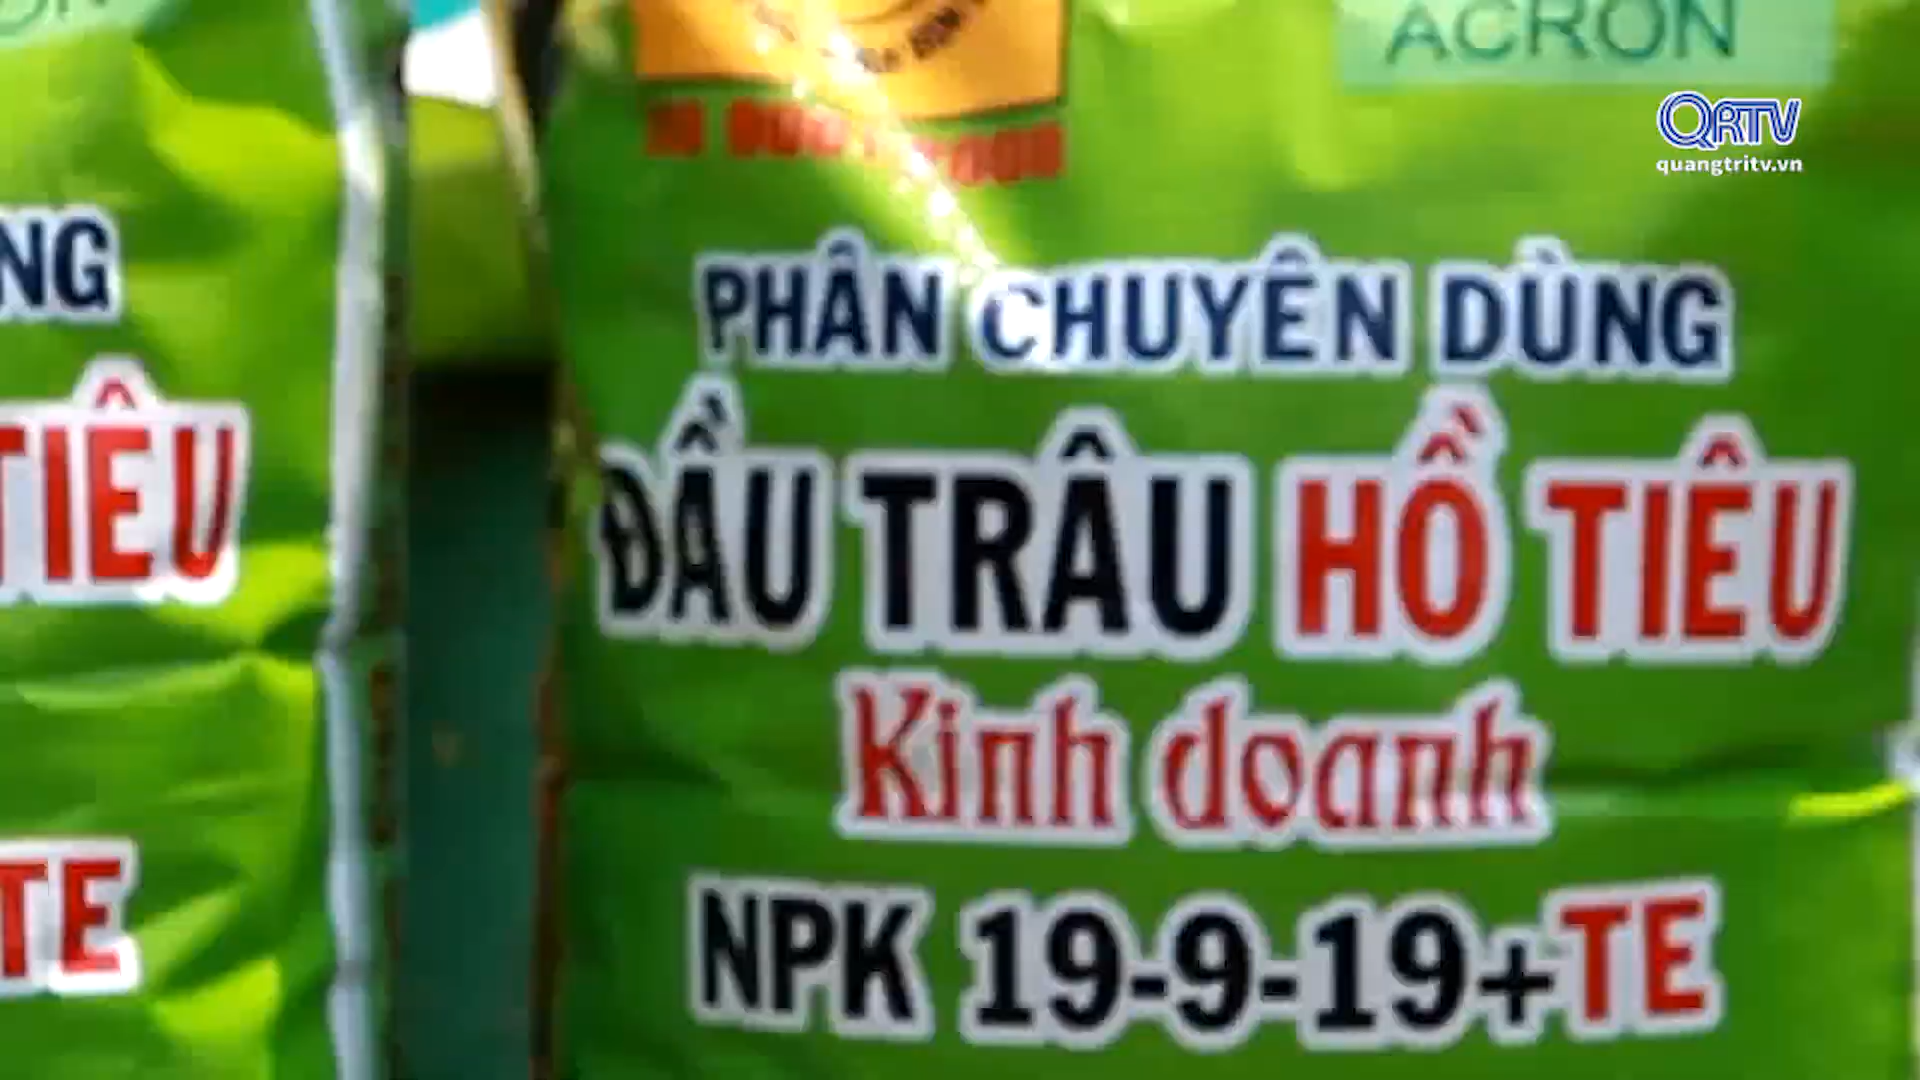 ACRON
QRTV
quangtritv.vn
PHÂN CHUYÊN DÙNG
ĐẦU TRÂU HỒ TIÊU
Kinh doanh
NPK 19-9-19+TE
NG
TIÊU
TE